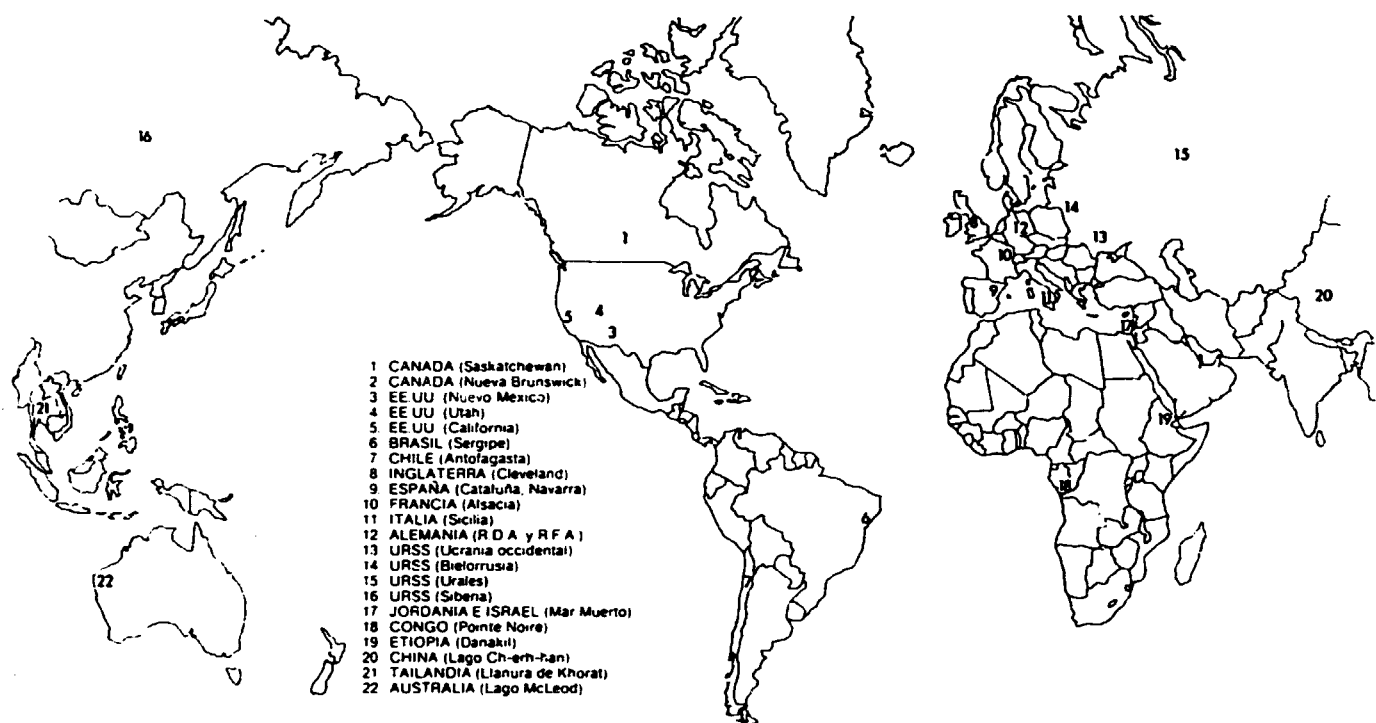 16
15
14
8
12
13
1
10
9
20
4
5
11
3
17
1 CANADA (Saskatchewan)
2 CANADA (Nueva Brunswick)
3 EE.UU (Nuevo Mexico)
4 EE.UU (Utah)
5 EE.UU (California)
6 BRASIL (Sergipe)
7 CHILE (Antofagasta)
8 INGLATERRA (Cleveland)
9 ESPAÑA (Cataluña, Navarra)
10 FRANCIA (Alsacia)
11 ITALIA (Sicilia)
12 ALEMANIA (R D A y R F A)
13 URSS (Ucrania occidental)
14 URSS (Bielorrusia)
15 URSS (Urales)
16 URSS (Siberia)
17 JORDANIA E ISRAEL (Mar Muerto)
18 CONGO (Pointe Noire)
19 ETIOPIA (Danakil)
20 CHINA (Lago Ch-erh-han)
21 TAILANDIA (Llanura de Khorat)
22 AUSTRALIA (Lago McLeod)
21
19
18
6
22
7